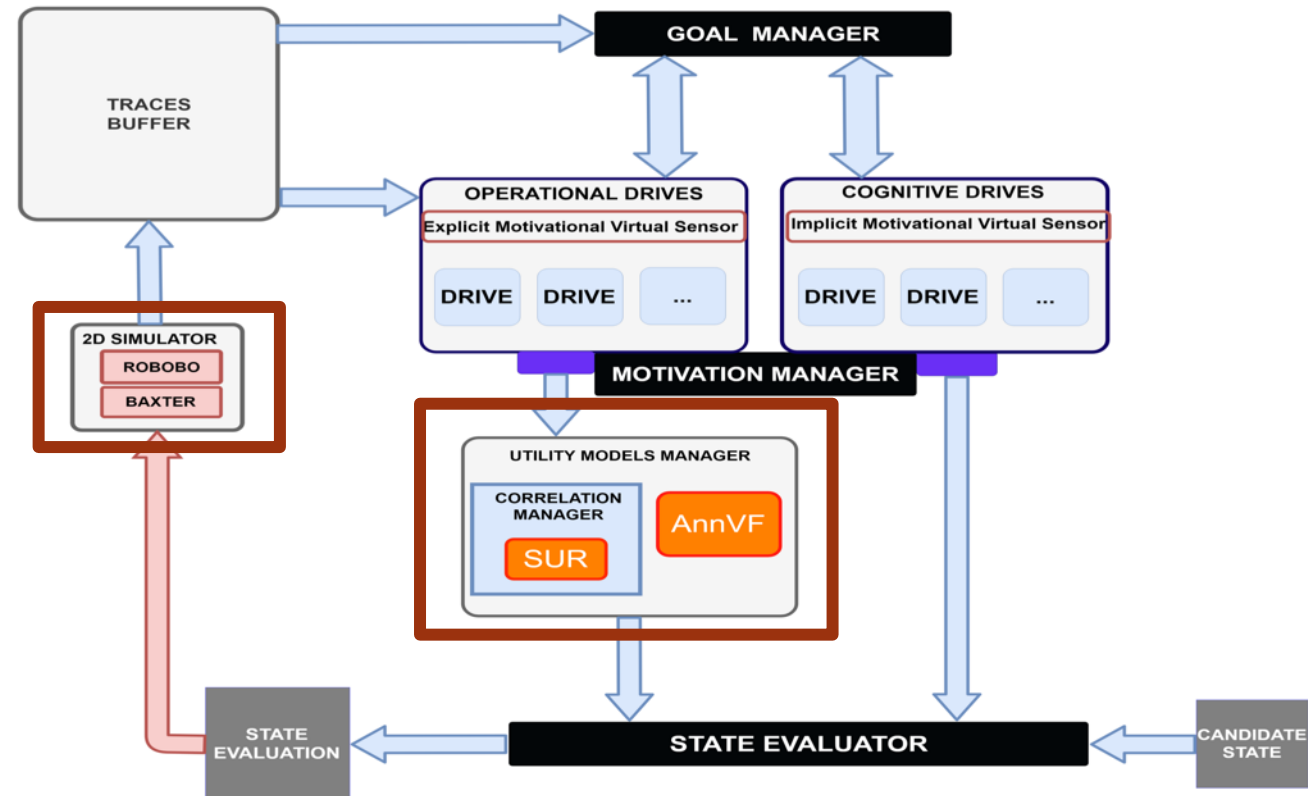 GOAL MANAGER
TRACES
BUFFER
OPERATIONAL DRIVES
Explicit Motivational Virtual Sensor
DRIVE
DRIVE
...
COGNITIVE DRIVES
Implicit Motivational Virtual Sensor
DRIVE
DRIVE
...
2D SIMULATOR
ROBOBO
BAXTER
MOTIVATION MANAGER
UTILITY MODELS MANAGER
CORRELATION
MANAGER
SUR
AnnVF
STATE
EVALUATION
STATE EVALUATOR
CANDIDATE
STATE